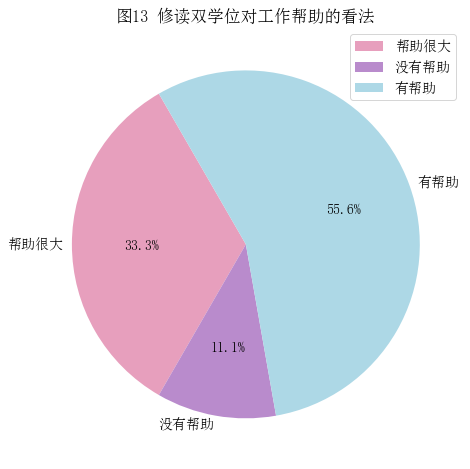 图13 修读双学位对工作帮助的看法
帮助很大
没有帮助
有帮助
有帮助
55.6%
帮助很大
33.3%
11.1%
没有帮助